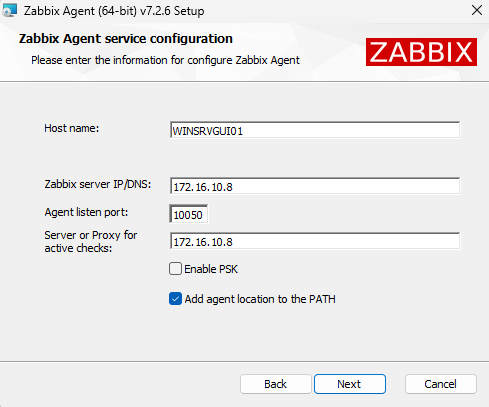 Zabbix Agent (64-bit) v7.2.6 Setup
Zabbix Agent service configuration
Please enter the information for configure Zabbix Agent
ZABBIX
Host name:
WINSRVGUI01
Zabbix server IP/DNS:
172.16.10.8
Agent listen port:
10050
Server or Proxy for
active checks:
172.16.10.8
Enable PSK
Add agent location to the PATH
Back
Next
Cancel